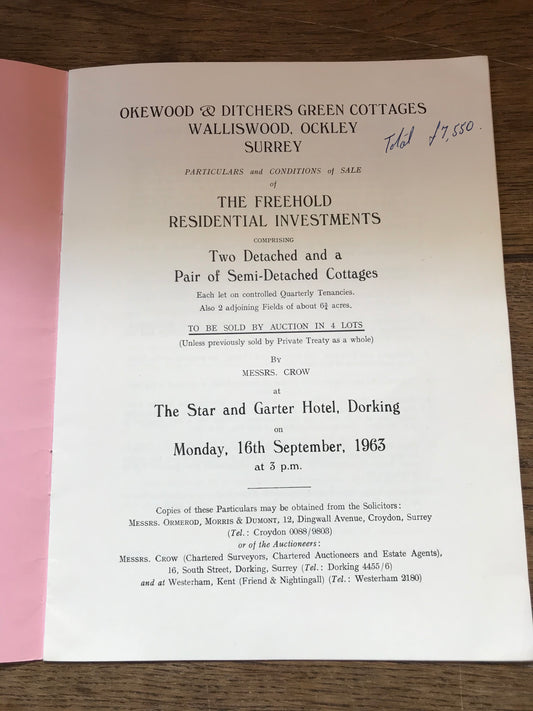 OKEWOOD & DITCHERS GREEN COTTAGES
WALLISWOOD, OCKLEY
SURREY
Total £7,550.
PARTICULARS and CONDITIONS of SALE
of
THE FREEHOLD
RESIDENTIAL INVESTMENTS
COMPRISING
Two Detached and a
Pair of Semi-Detached Cottages
Each let on controlled Quarterly Tenancies.
Also 2 adjoining Fields of about 6¾ acres.
TO BE SOLD BY AUCTION IN 4 LOTS
(Unless previously sold by Private Treaty as a whole)
By
MESSRS. CROW
at
The Star and Garter Hotel, Dorking
on
Monday, 16th September, 1963
at 3 p.m.
Copies of these Particulars may be obtained from the Solicitors:
MESSRS. ORMEROD, MORRIS & DUMONT, 12, Dingwall Avenue, Croydon, Surrey
(Tel.: Croydon 0088/9803)
or of the Auctioneers:
MESSRS. CROW (Chartered Surveyors, Chartered Auctioneers and Estate Agents),
16, South Street, Dorking, Surrey (Tel.: Dorking 4455/6)
and at Westerham, Kent (Friend & Nightingall) (Tel.: Westerham 2180)